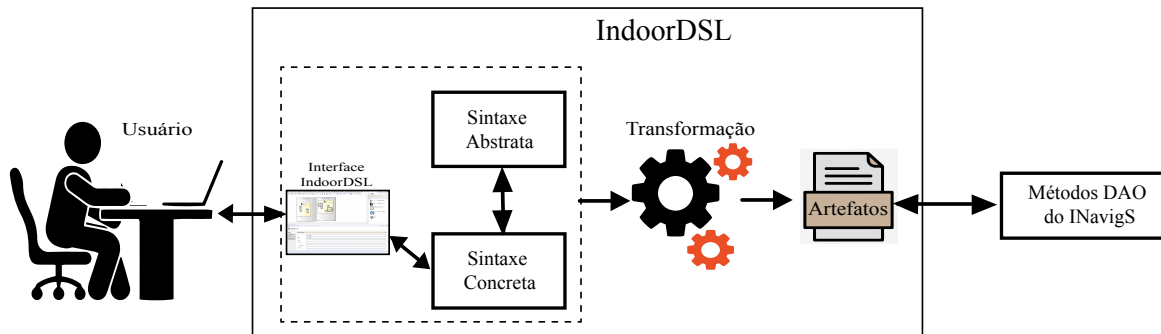 IndoorDSL
Usuário
Interface
IndoorDSL
Sintaxe
Abstrata
Sintaxe
Concreta
Transformação
Artefatos
Métodos DAO
do INavigS